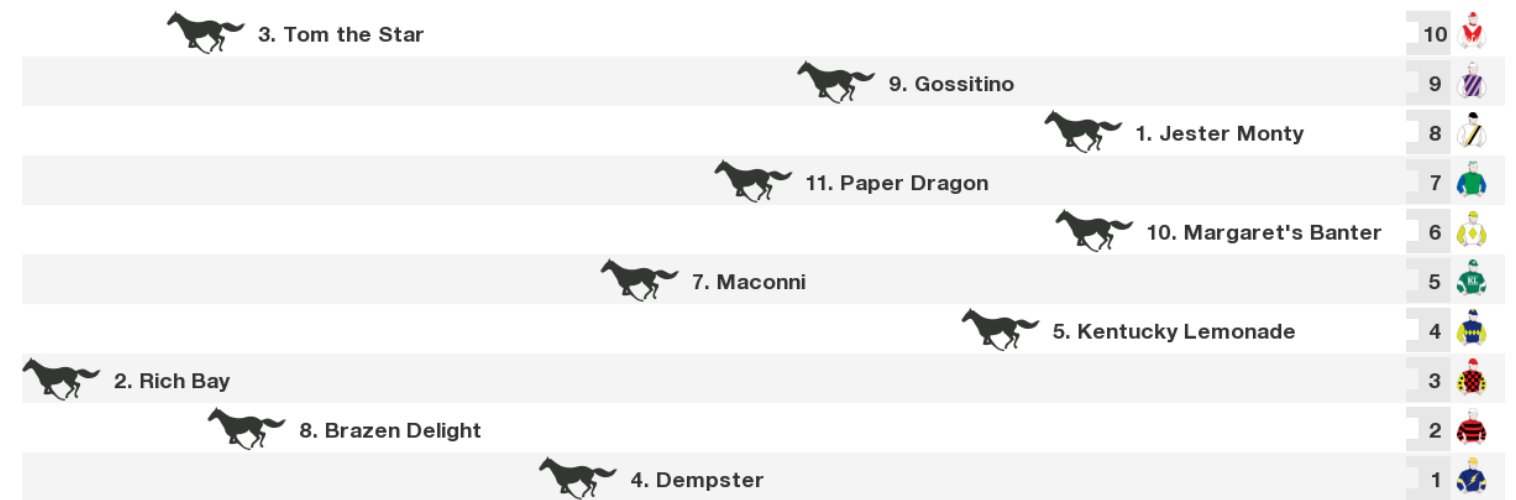 3. Tom the Star 10
9. Gossitino 9
1. Jester Monty 8
11. Paper Dragon 7
10. Margaret's Banter 6
7. Maconni 5
5. Kentucky Lemonade 4
2. Rich Bay 3
8. Brazen Delight 2
4. Dempster 1